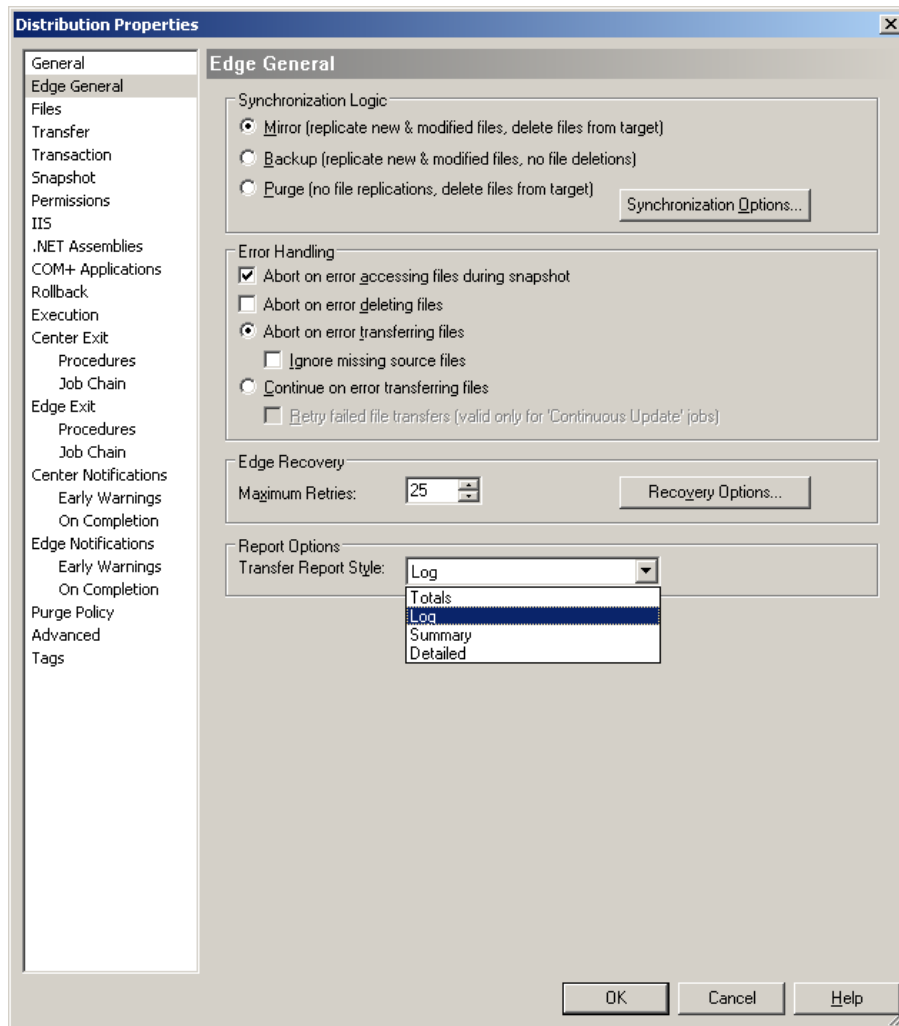 Distribution Properties
General
Edge General
Files
Transfer
Transaction
Snapshot
Permissions
IIS
.NET Assemblies
COM+ Applications
Rollback
Execution
Center Exit
Procedures
Job Chain
Edge Exit
Procedures
Job Chain
Center Notifications
Early Warnings
On Completion
Edge Notifications
Early Warnings
On Completion
Purge Policy
Advanced
Tags
Edge General
Synchronization Logic
Mirror (replicate new & modified files, delete files from target)
Backup (replicate new & modified files, no file deletions)
Purge (no file replications, delete files from target)
Synchronization Options...
Error Handling
Abort on error accessing files during snapshot
Abort on error deleting files
Abort on error transferring files
Ignore missing source files
Continue on error transferring files
Retry failed file transfers (valid only for 'Continuous Update' jobs)
Edge Recovery
Maximum Retries: 25 Recovery Options...
Report Options
Transfer Report Style: Log
Totals
Log
Summary
Detailed
OK Cancel Help